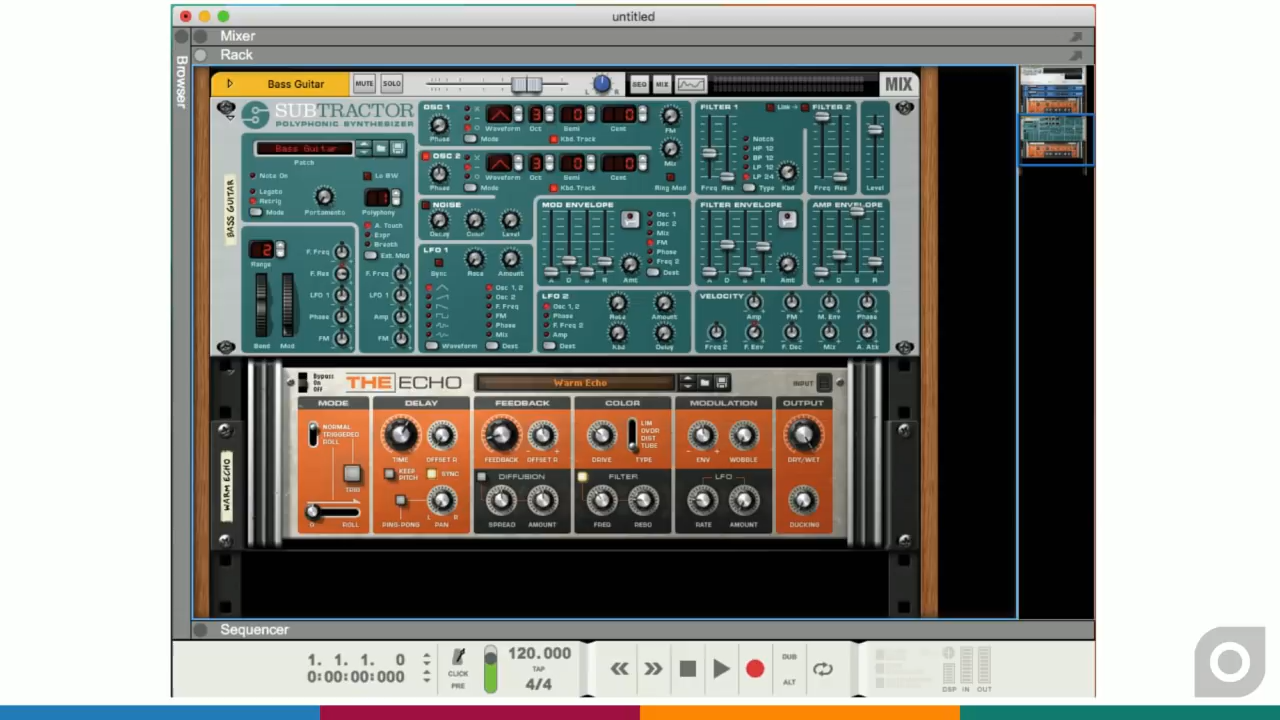 untitled
Mixer
Rack
Browser
Bass Guitar
MUTE SOLO
L R
SEQ MIX
MIX
SUBTRACTOR
POLYPHONIC SYNTHESIZER
Bass Guitar
Patch
Note On
Lo BW
Legato
Retrig
Mode
Portamento
Polyphony
BASS GUITAR
A. Touch
Expr
Breath
Ext. Mod
2
Range
F. Freq
F. Res
LFO 1
Phase
FM
F. Freq
LFO 1
Amp
FM
Bend Mod
OSC 1
Phase
Waveform Oct Semi Cent
3 0 0
Mode
Kbd. Track
FM
OSC 2
Phase
Waveform Oct Semi Cent
3 0 0
Mode
Kbd. Track
Mix
Ring Mod
NOISE
Decay Color Level
LFO 1
Sync
Rate Amount
Osc 1, 2
Osc 2
F. Freq
FM
Phase
Mix
Waveform Dest
MOD ENVELOPE
Osc 1
Osc 2
Mix
FM
Phase
Freq 2
Dest
A D S R Amt
LFO 2
Osc 1, 2
Phase
F. Freq 2
Amp
Dest
Rate Amount
Kbd Delay
FILTER 1
Link
FILTER 2
Notch
HP 12
BP 12
LP 12
LP 24
Freq Res
Type
Kbd
Freq Res
Level
FILTER ENVELOPE
A D S R Amt
AMP ENVELOPE
A D S R
VELOCITY
Amp FM M. Env Phase
Freq 2 F. Env F. Dec Mix A. Atk
Bypass
On
Off
THE ECHO
Warm Echo
INPUT
WARM ECHO
MODE DELAY FEEDBACK COLOR MODULATION OUTPUT
NORMAL
TRIGGERED
ROLL
TRIG
0 ROLL
TIME OFFSET R
KEEP PITCH
SYNC
PING-PONG
L R
PAN
FEEDBACK OFFSET R
DIFFUSION
SPREAD AMOUNT
LIM
OVDR
DIST
TUBE
DRIVE TYPE
FILTER
FREQ RESO
ENV WOBBLE
LFO
RATE AMOUNT
DRY/WET
DUCKING
Sequencer
1. 1. 1. 0
0:00:00:000
CLICK
PRE
120.000
TAP
4/4
DUB
ALT
DSP IN OUT